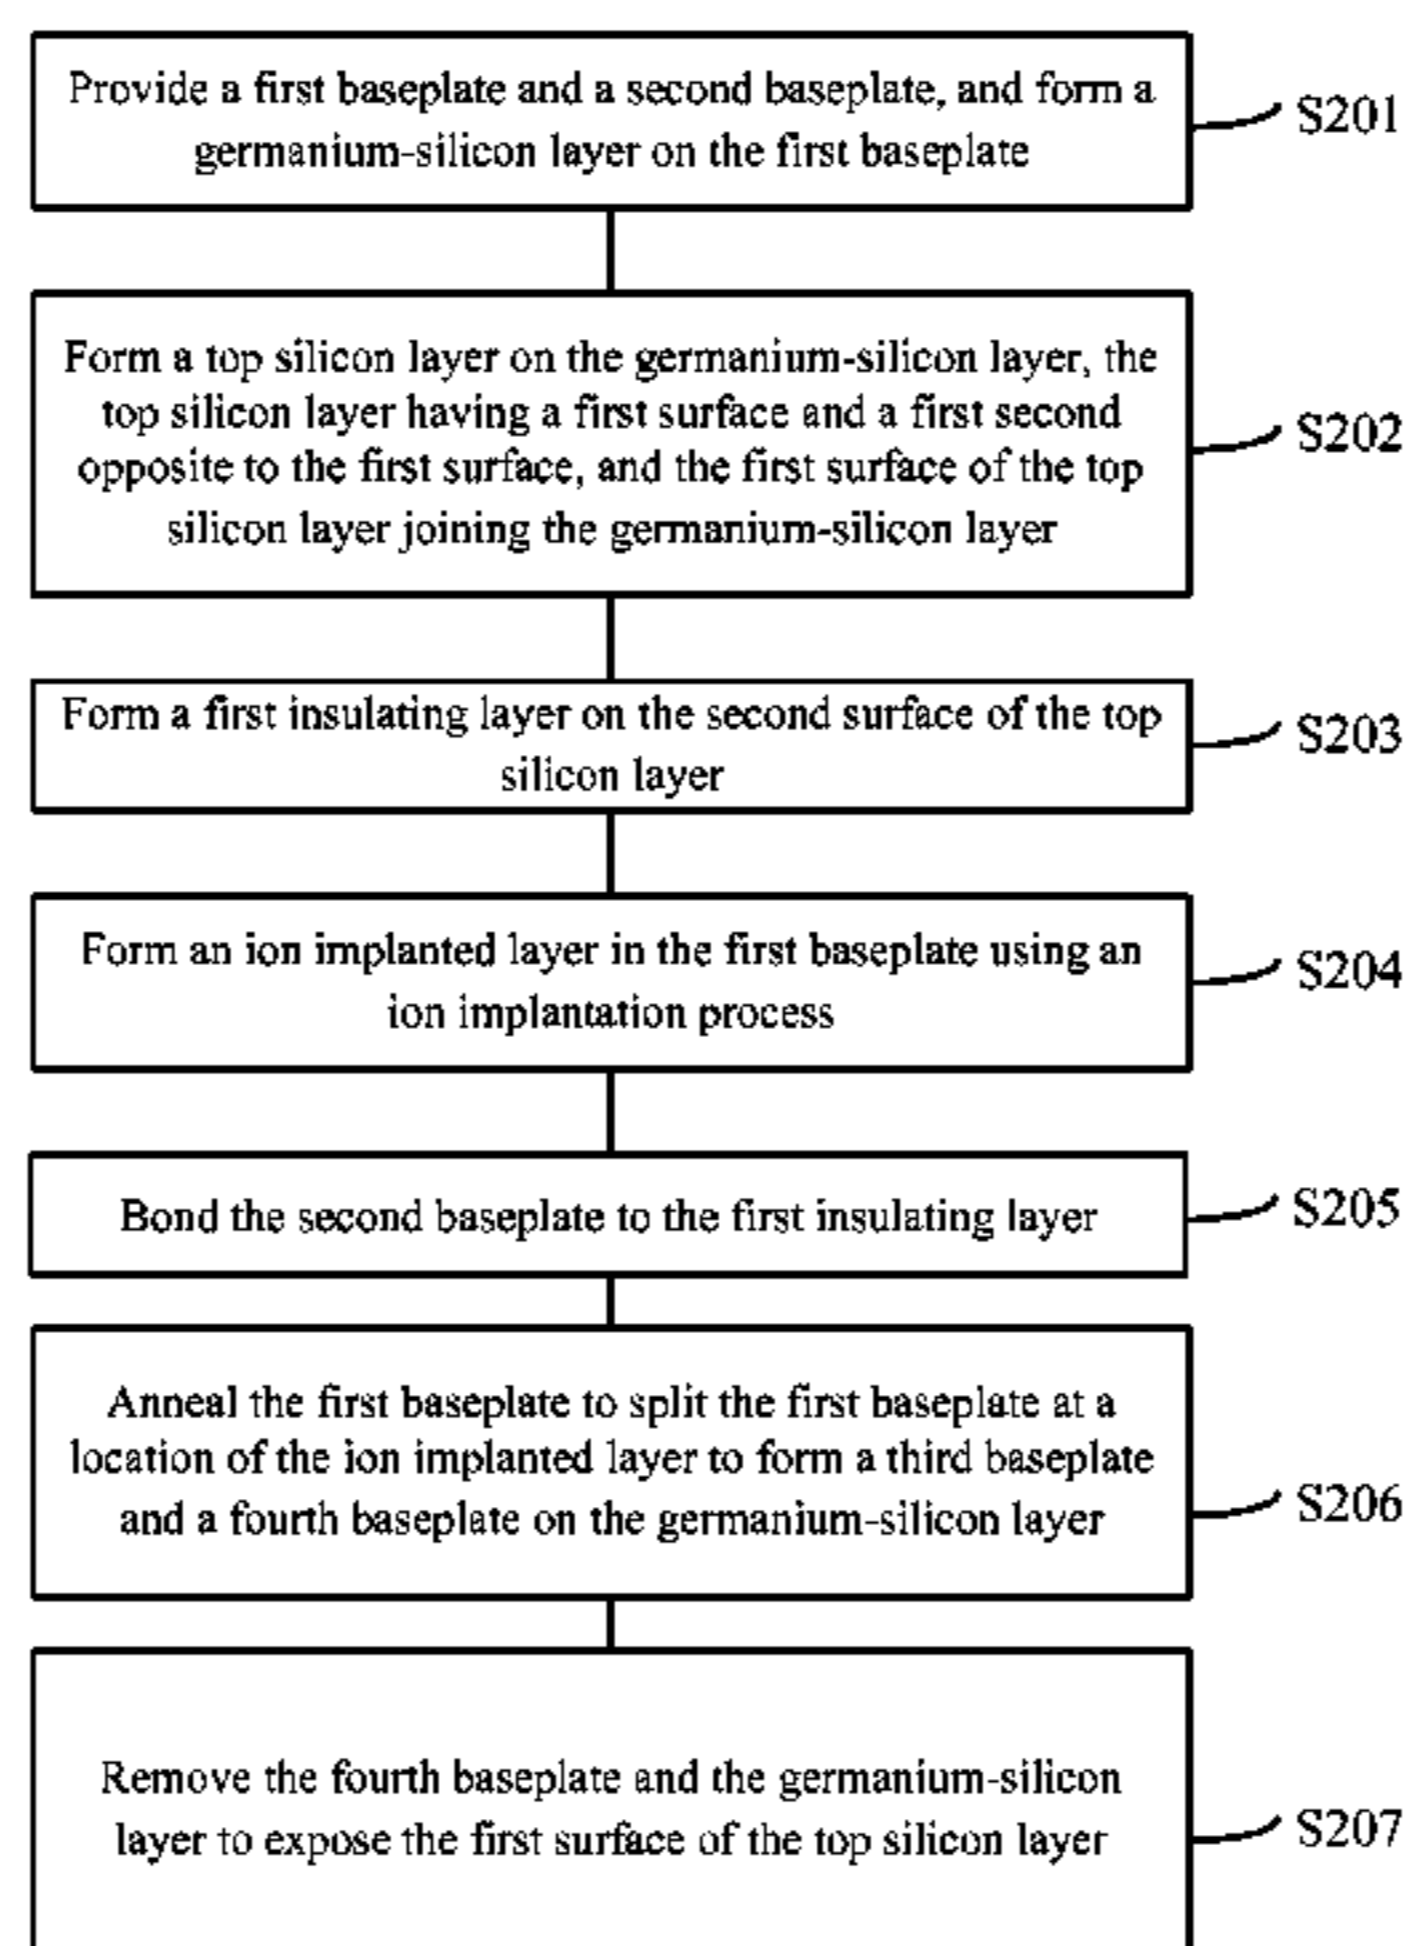 Provide a first baseplate and a second baseplate, and form a
germanium-silicon layer on the first baseplate
S201
Form a top silicon layer on the germanium-silicon layer, the
top silicon layer having a first surface and a first second
opposite to the first surface, and the first surface of the top
silicon layer joining the germanium-silicon layer
S202
Form a first insulating layer on the second surface of the top
silicon layer
S203
Form an ion implanted layer in the first baseplate using an
ion implantation process
S204
Bond the second baseplate to the first insulating layer
S205
Anneal the first baseplate to split the first baseplate at a
location of the ion implanted layer to form a third baseplate
and a fourth baseplate on the germanium-silicon layer
S206
Remove the fourth baseplate and the germanium-silicon
layer to expose the first surface of the top silicon layer
S207